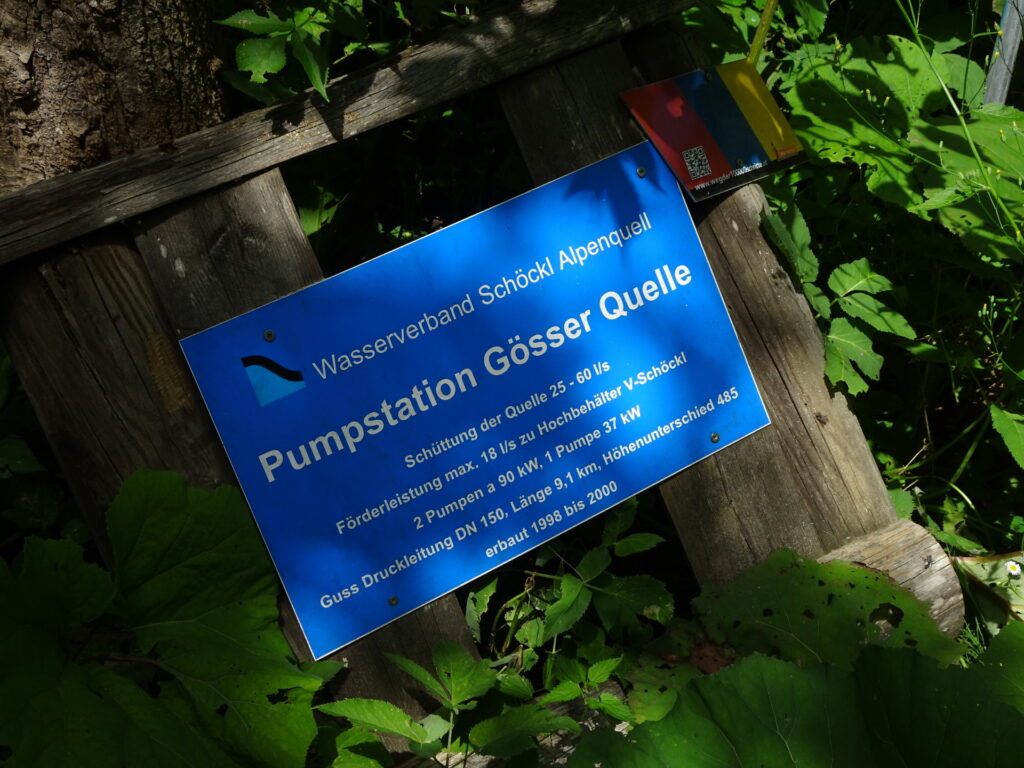 Wasserverband Schöckl Alpenquell
Pumpstation Gösser Quelle
Schüttung der Quelle 25 - 60 l/s
Förderleistung max. 18 l/s zu Hochbehälter V-Schöckl
2 Pumpen a 90 kW, 1 Pumpe 37 kW
Guss Druckleitung DN 150, Länge 9,1 km, Höhenunterschied 485
erbaut 1998 bis 2000